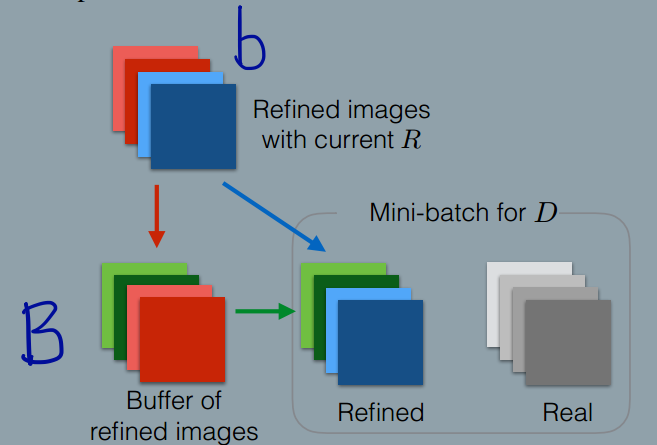 b
Refined images
with current R
Mini-batch for D
B
Buffer of
refined images
Refined
Real